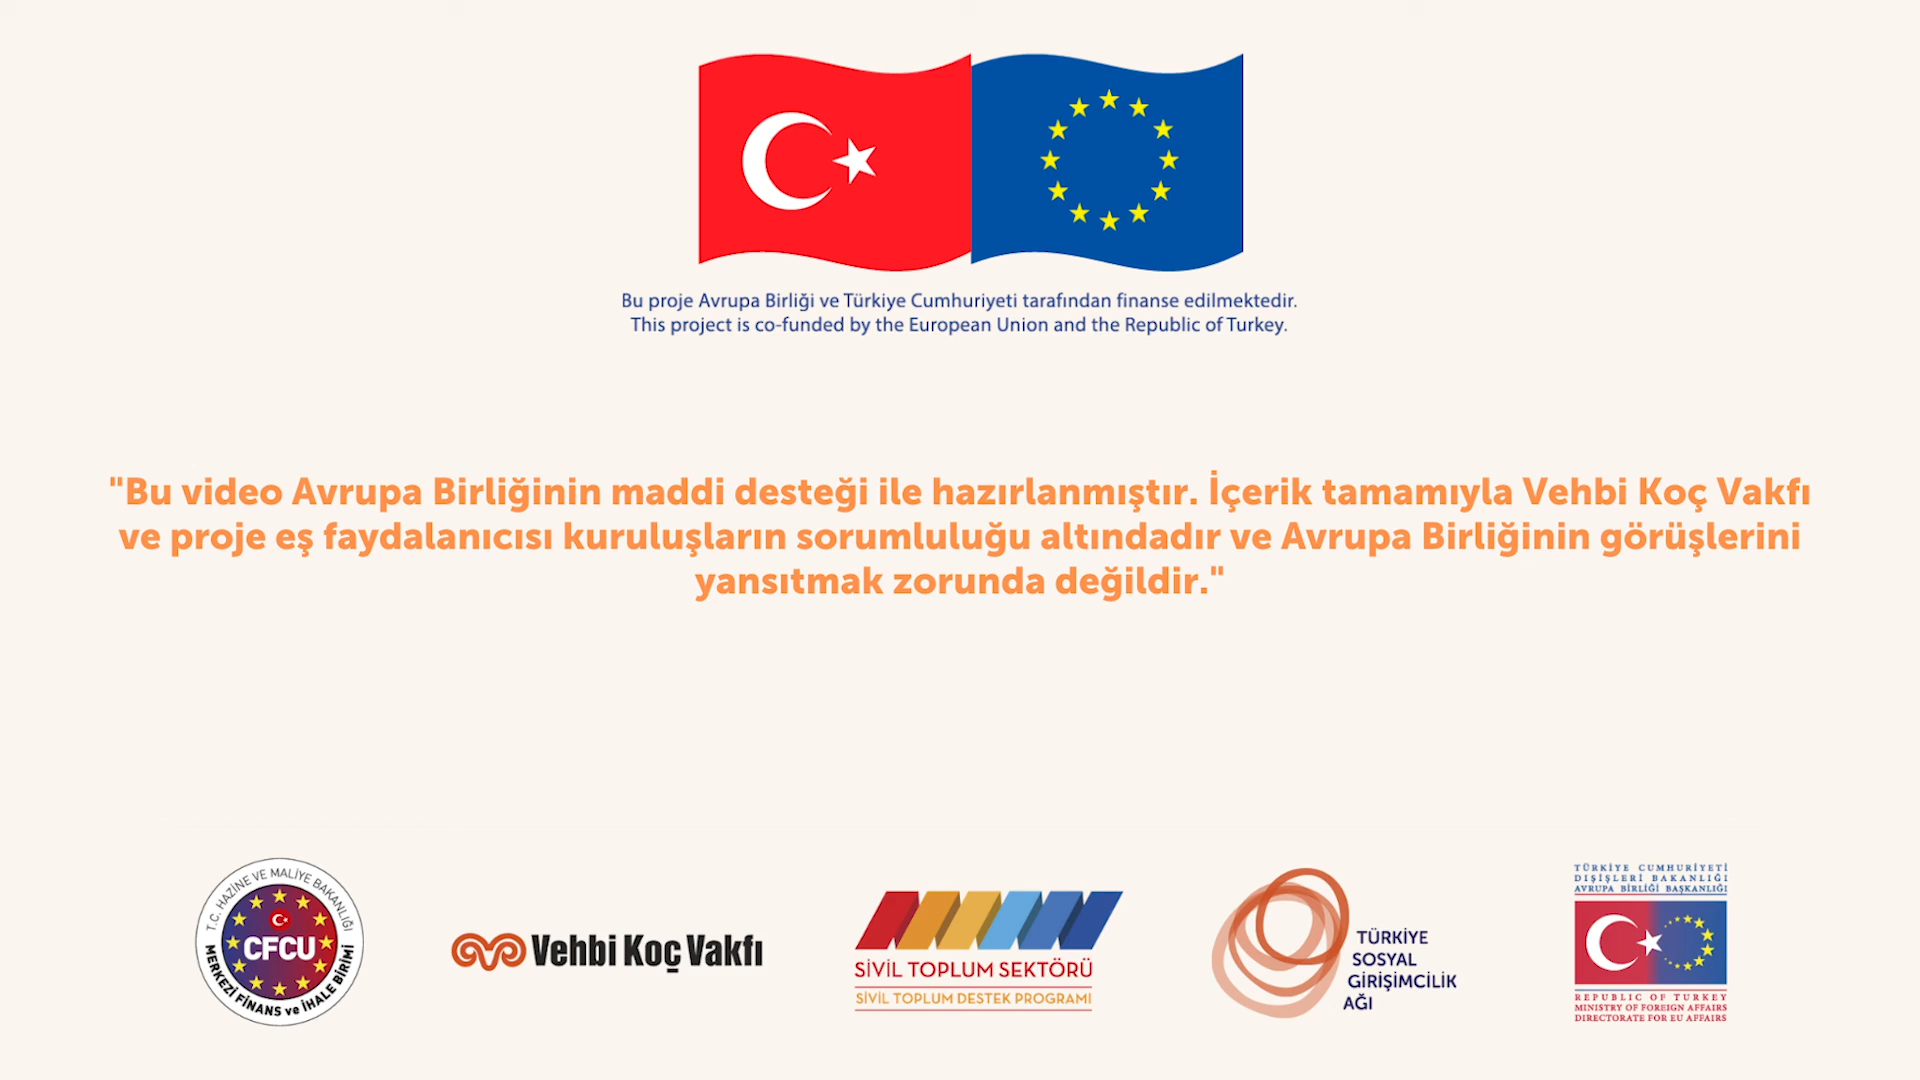 Bu proje Avrupa Birliği ve Türkiye Cumhuriyeti tarafından finanse edilmektedir.
This project is co-funded by the European Union and the Republic of Turkey.
"Bu video Avrupa Birliğinin maddi desteği ile hazırlanmıştır. İçerik tamamıyla Vehbi Koç Vakfı
ve proje eş faydalanıcısı kuruluşların sorumluluğu altındadır ve Avrupa Birliğinin görüşlerini
yansıtmak zorunda değildir."
T.C. HAZİNE VE MALİYE BAKANLIĞI
CFCU
MERKEZİ FİNANS ve İHALE BİRİMİ
Vehbi Koç Vakfı
SİVİL TOPLUM SEKTÖRÜ
SİVİL TOPLUM DESTEK PROGRAMI
TÜRKİYE
SOSYAL
GİRİŞİMCİLİK
AĞI
TÜRKİYE CUMHURİYETİ
DIŞİŞLERİ BAKANLIĞI
AVRUPA BİRLİĞİ BAŞKANLIĞI
REPUBLIC OF TURKEY
MINISTRY OF FOREIGN AFFAIRS
DIRECTORATE FOR EU AFFAIRS